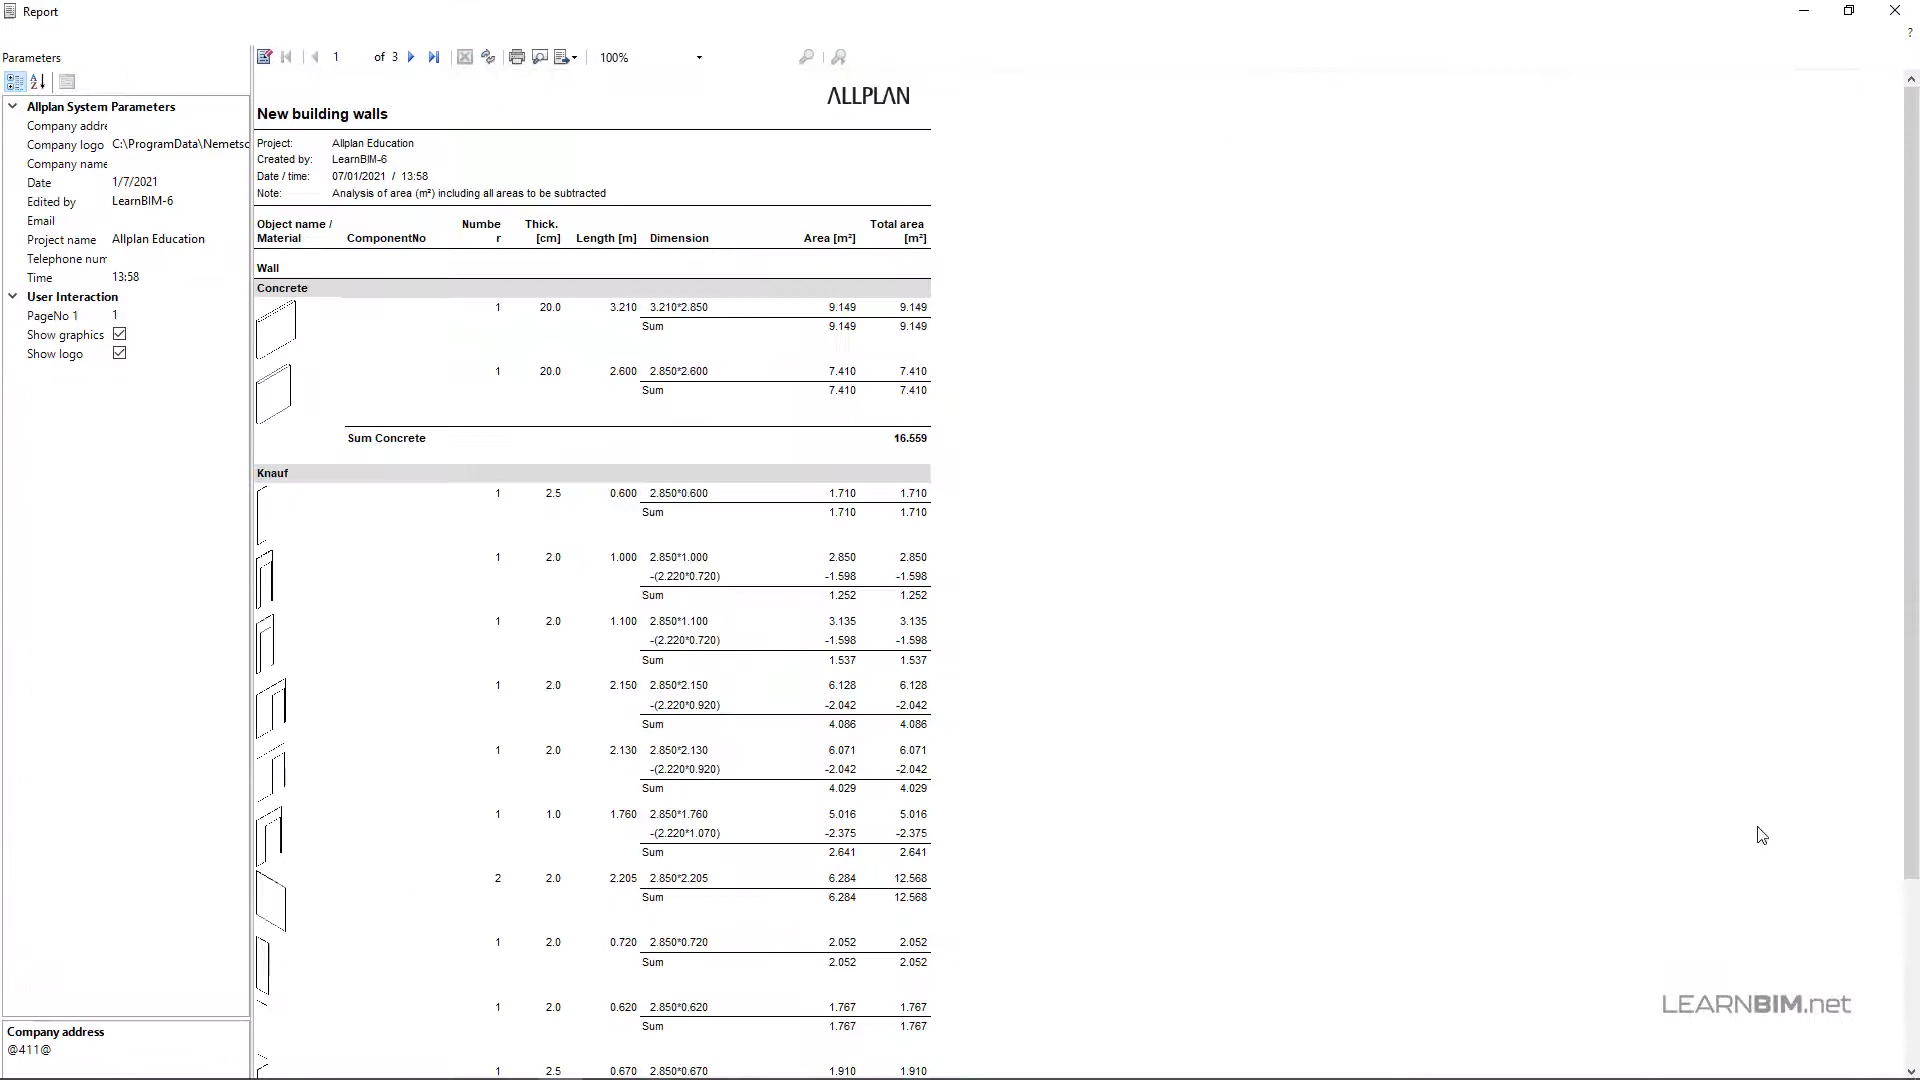 Report
?
Parameters
1 of 3 100%
Allplan System Parameters
Company addre
Company logo C:\ProgramData\Nemetsc
Company name
Date 1/7/2021
Edited by LearnBIM-6
Email
Project name Allplan Education
Telephone num
Time 13:58
User Interaction
PageNo 1 1
Show graphics
Show logo
Company address
@411@
ALLPLAN
New building walls
Project: Allplan Education
Created by: LearnBIM-6
Date / time: 07/01/2021 / 13:58
Note: Analysis of area (m²) including all areas to be subtracted
Object name / Numbe Thick. Total area
Material ComponentNo r [cm] Length [m] Dimension Area [m²] [m²]
Wall
Concrete
1 20.0 3.210 3.210*2.850 9.149 9.149
Sum 9.149 9.149
1 20.0 2.600 2.850*2.600 7.410 7.410
Sum 7.410 7.410
Sum Concrete 16.559
Knauf
1 2.5 0.600 2.850*0.600 1.710 1.710
Sum 1.710 1.710
1 2.0 1.000 2.850*1.000 2.850 2.850
-(2.220*0.720) -1.598 -1.598
Sum 1.252 1.252
1 2.0 1.100 2.850*1.100 3.135 3.135
-(2.220*0.720) -1.598 -1.598
Sum 1.537 1.537
1 2.0 2.150 2.850*2.150 6.128 6.128
-(2.220*0.920) -2.042 -2.042
Sum 4.086 4.086
1 2.0 2.130 2.850*2.130 6.071 6.071
-(2.220*0.920) -2.042 -2.042
Sum 4.029 4.029
1 1.0 1.760 2.850*1.760 5.016 5.016
-(2.220*1.070) -2.375 -2.375
Sum 2.641 2.641
2 2.0 2.205 2.850*2.205 6.284 12.568
Sum 6.284 12.568
1 2.0 0.720 2.850*0.720 2.052 2.052
Sum 2.052 2.052
1 2.0 0.620 2.850*0.620 1.767 1.767
Sum 1.767 1.767
1 2.5 0.670 2.850*0.670 1.910 1.910
LEARNBIM.net